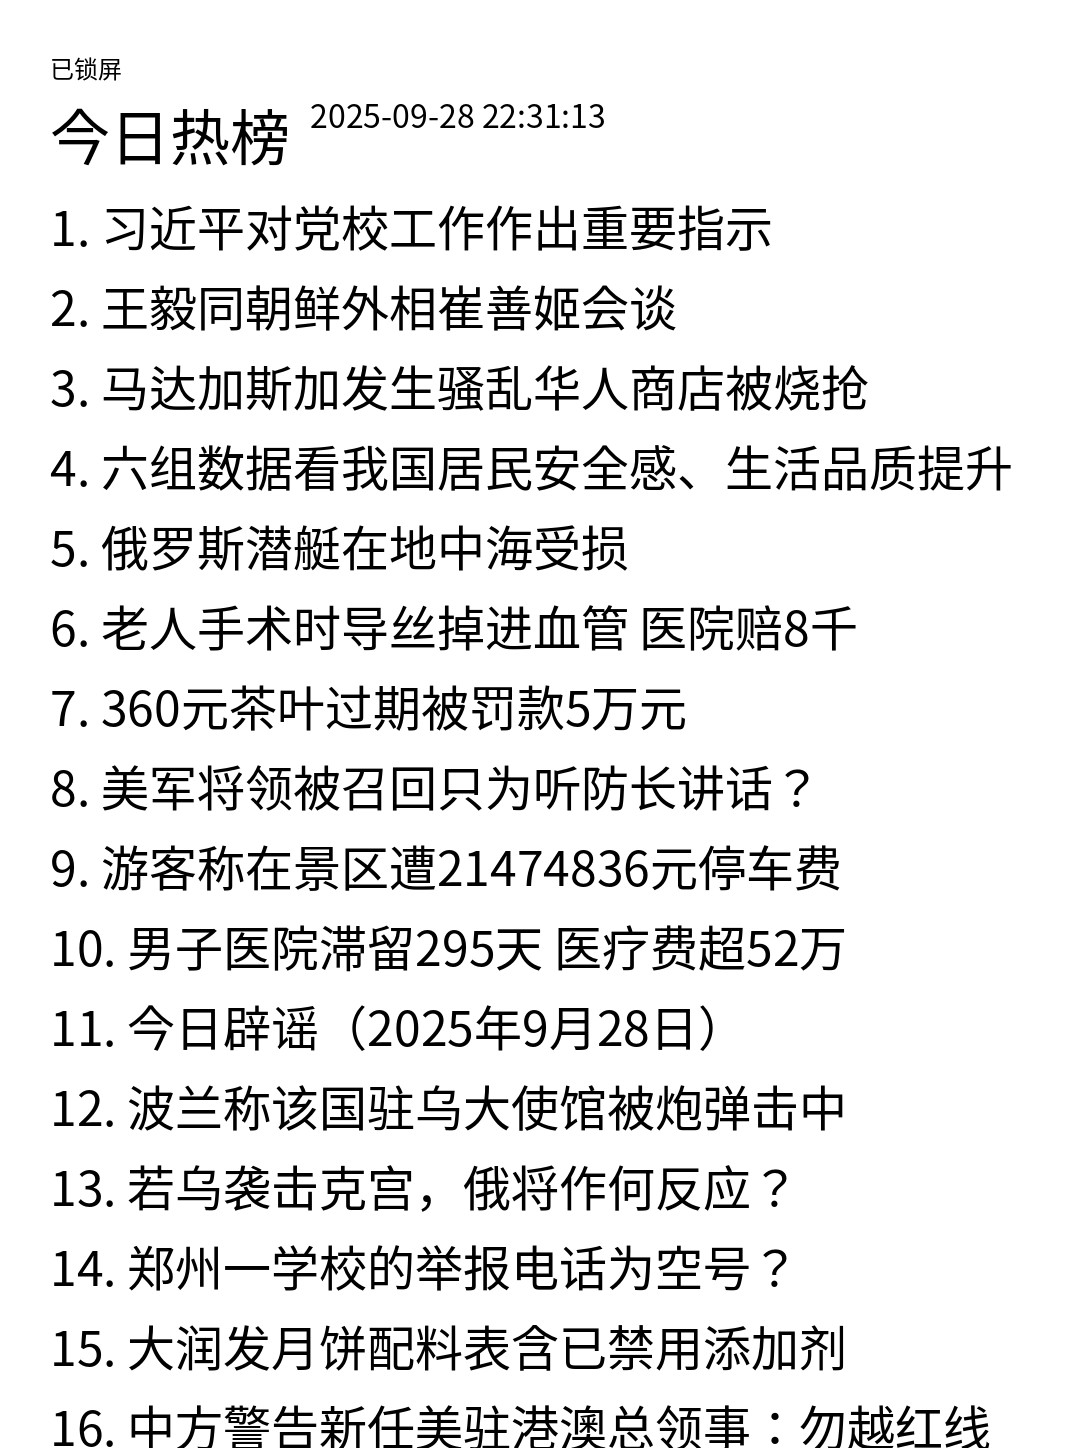 已锁屏
今日热榜 2025-09-28 22:31:13
1. 习近平对党校工作作出重要指示
2. 王毅同朝鲜外相崔善姬会谈
3. 马达加斯加发生骚乱华人商店被烧抢
4. 六组数据看我国居民安全感、生活品质提升
5. 俄罗斯潜艇在地中海受损
6. 老人手术时导丝掉进血管 医院赔8千
7. 360元茶叶过期被罚款5万元
8. 美军将领被召回只为听防长讲话？
9. 游客称在景区遭21474836元停车费
10. 男子医院滞留295天 医疗费超52万
11. 今日辟谣（2025年9月28日）
12. 波兰称该国驻乌大使馆被炮弹击中
13. 若乌袭击克宫，俄将作何反应？
14. 郑州一学校的举报电话为空号？
15. 大润发月饼配料表含已禁用添加剂
16. 中方警告新任美驻港澳总领事：勿越红线